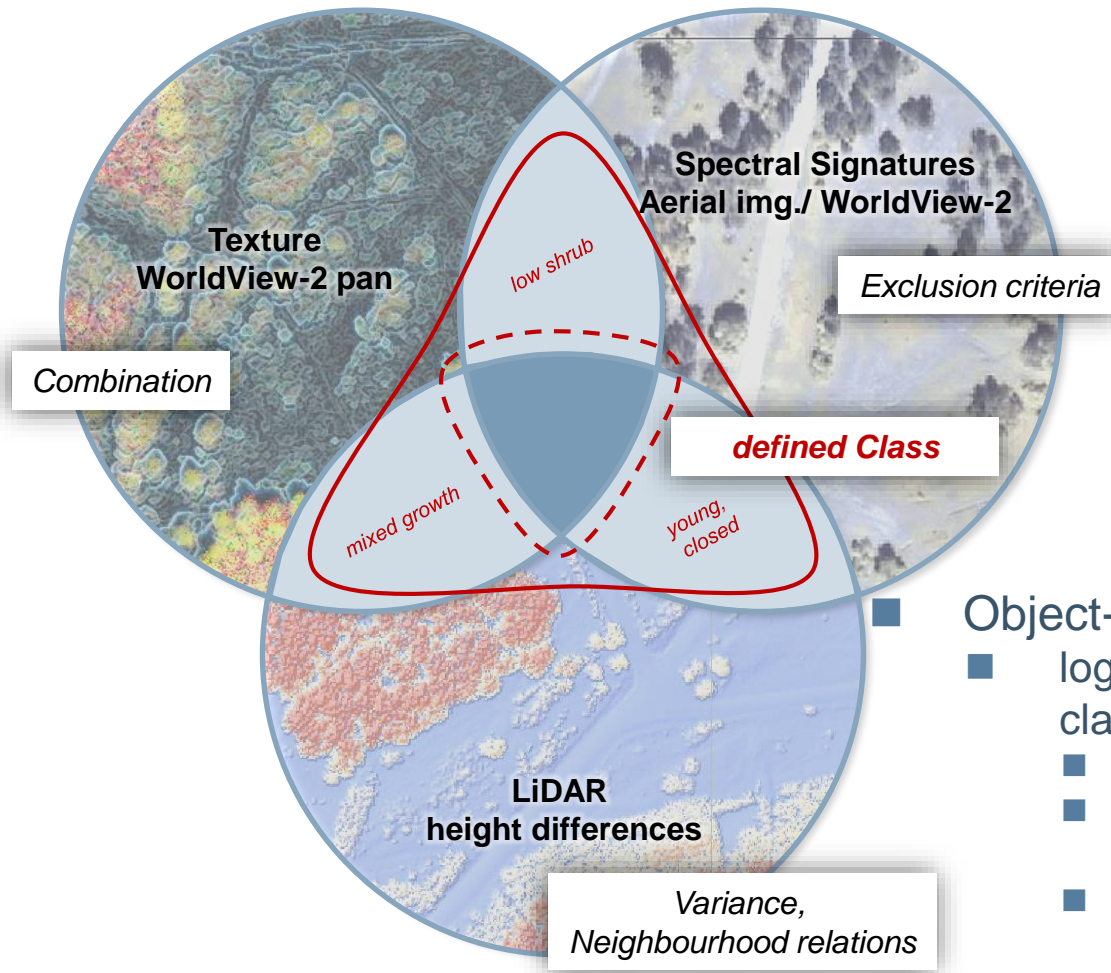 Spectral Signatures
Aerial img./ WorldView-2
Texture
WorldView-2 pan
low shrub
Exclusion criteria
Combination
defined Class
mixed growth
young,
closed
Object-
log
cla
LiDAR
height differences
Variance,
Neighbourhood relations